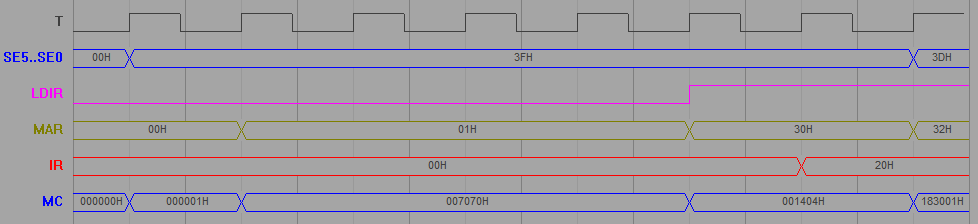 T
SE5..SE0 00H 3FH 3DH
LDIR
MAR 00H 01H 30H 32H
IR 00H 20H
MC 000000H 000001H 007070H 001404H 183001H